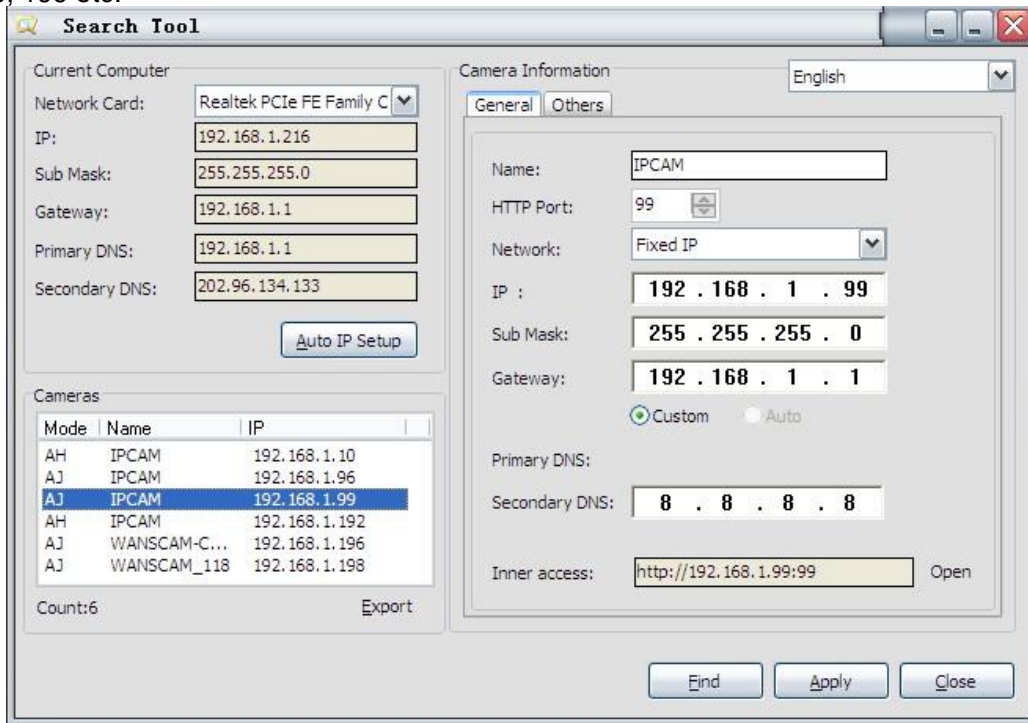 Search Tool
Current Computer
Network Card: Realtek PCIe FE Family C
IP: 192.168.1.216
Sub Mask: 255.255.255.0
Gateway: 192.168.1.1
Primary DNS: 192.168.1.1
Secondary DNS: 202.96.134.133
Auto IP Setup
Cameras
Mode Name IP
AH IPCAM 192.168.1.10
AJ IPCAM 192.168.1.96
AJ IPCAM 192.168.1.99
AH IPCAM 192.168.1.192
AJ WANSCAM-C... 192.168.1.196
AJ WANSCAM_118 192.168.1.198
Count:6 Export
Camera Information English
General Others
Name: IPCAM
HTTP Port: 99
Network: Fixed IP
IP : 192 . 168 . 1 . 99
Sub Mask: 255 . 255 . 255 . 0
Gateway: 192 . 168 . 1 . 1
Custom Auto
Primary DNS:
Secondary DNS: 8 . 8 . 8 . 8
Inner access: http://192.168.1.99:99 Open
Find Apply Close